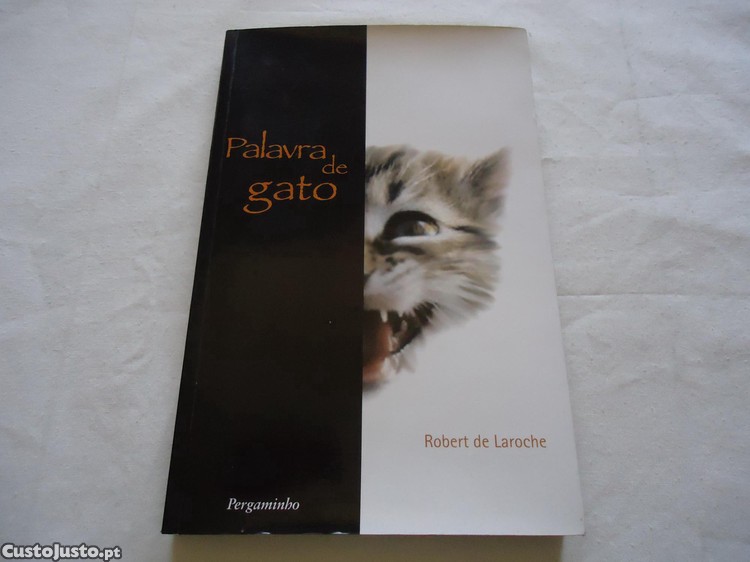 Palavra
de
gato
Robert de Laroche
Pergaminho
CustoJusto.pt